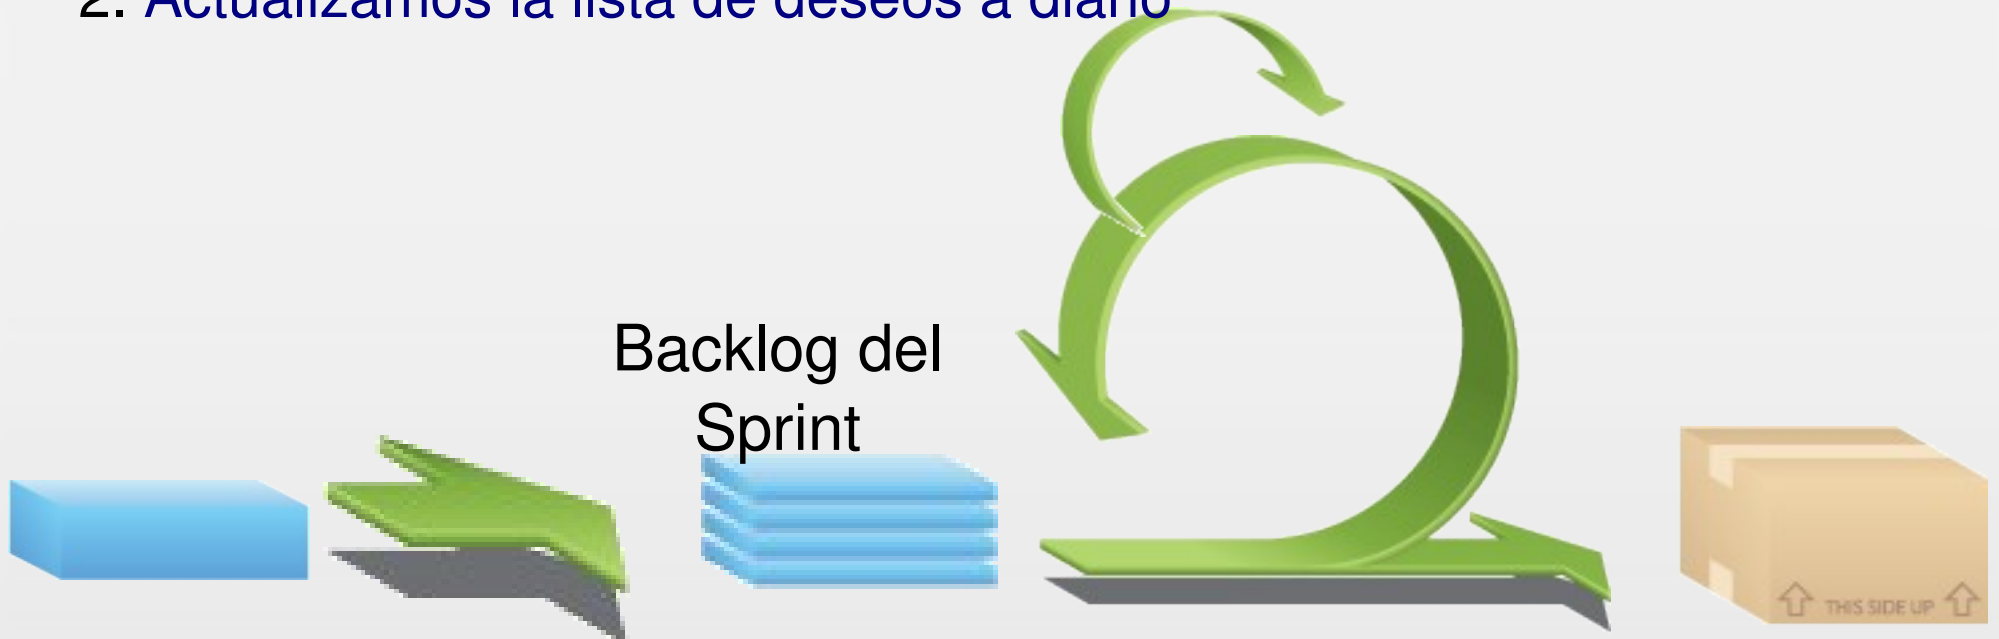 2. Actualizamos la lista de deseos a diario
Backlog del
Sprint
THIS SIDE UP